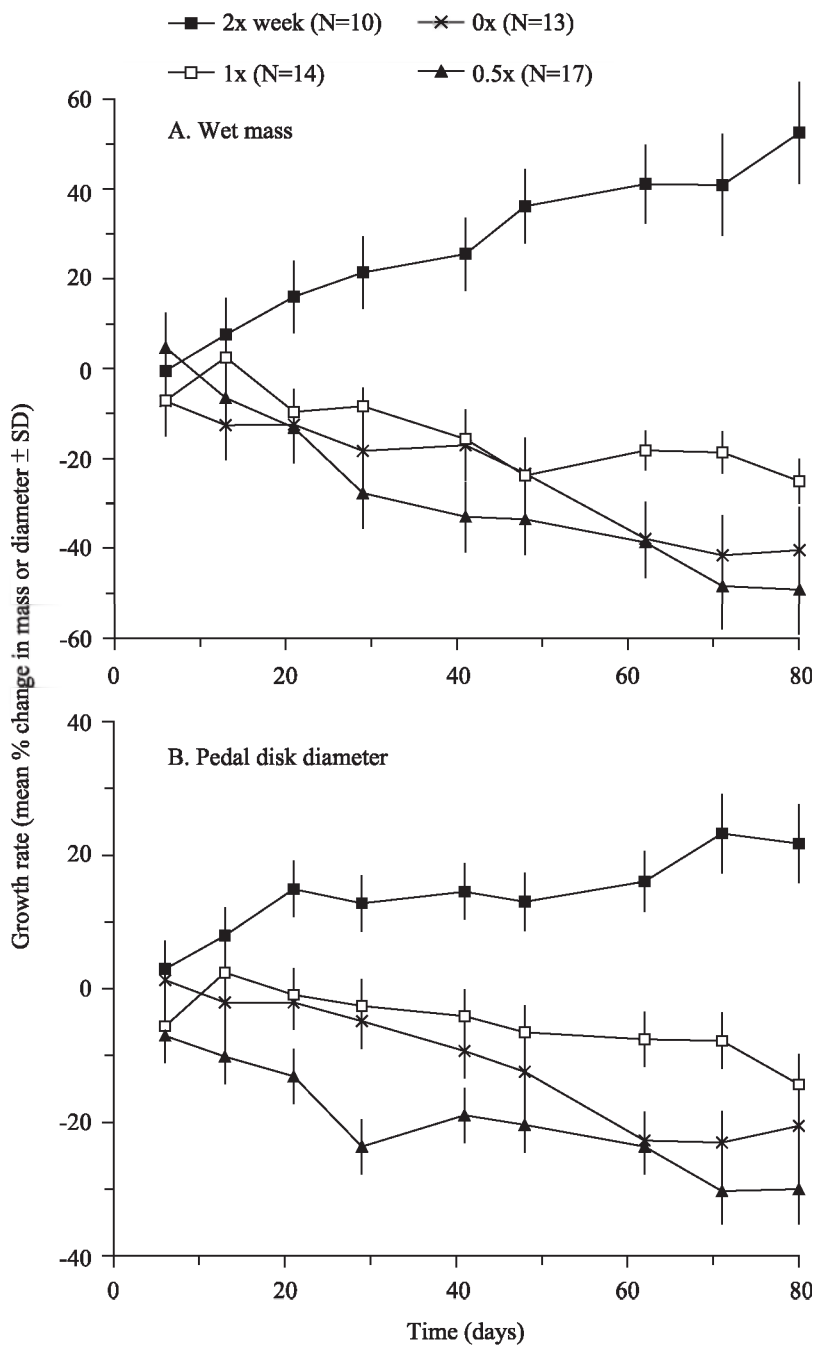 2x week (N=10) 0x (N=13)
1x (N=14) 0.5x (N=17)
A. Wet mass
60
40
20
0
-20
-40
-60
0 20 40 60 80
Growth rate (mean % change in mass or diameter ± SD)
B. Pedal disk diameter
40
20
0
-20
-40
0 20 40 60 80
Time (days)